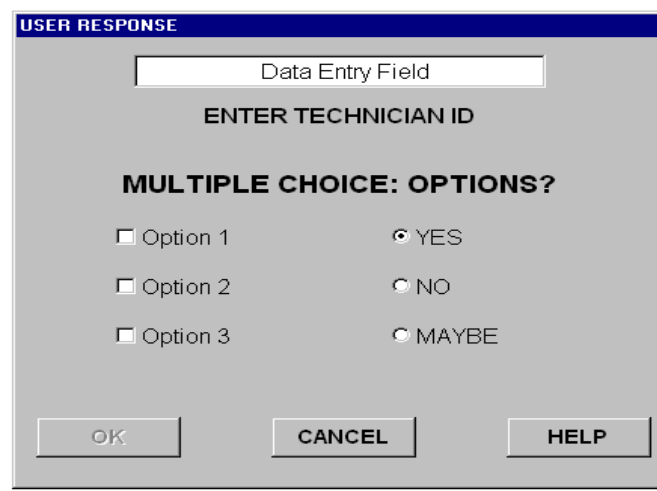 USER RESPONSE
Data Entry Field
ENTER TECHNICIAN ID
MULTIPLE CHOICE: OPTIONS?
Option 1 YES
Option 2 NO
Option 3 MAYBE
OK CANCEL HELP